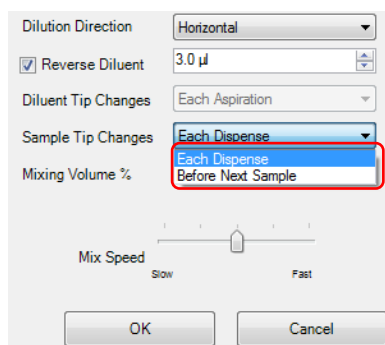 Dilution Direction Horizontal
Reverse Diluent 3.0 µl
Diluent Tip Changes Each Aspiration
Sample Tip Changes Each Dispense
Each Dispense
Mixing Volume % Before Next Sample
Mix Speed
Slow Fast
OK Cancel